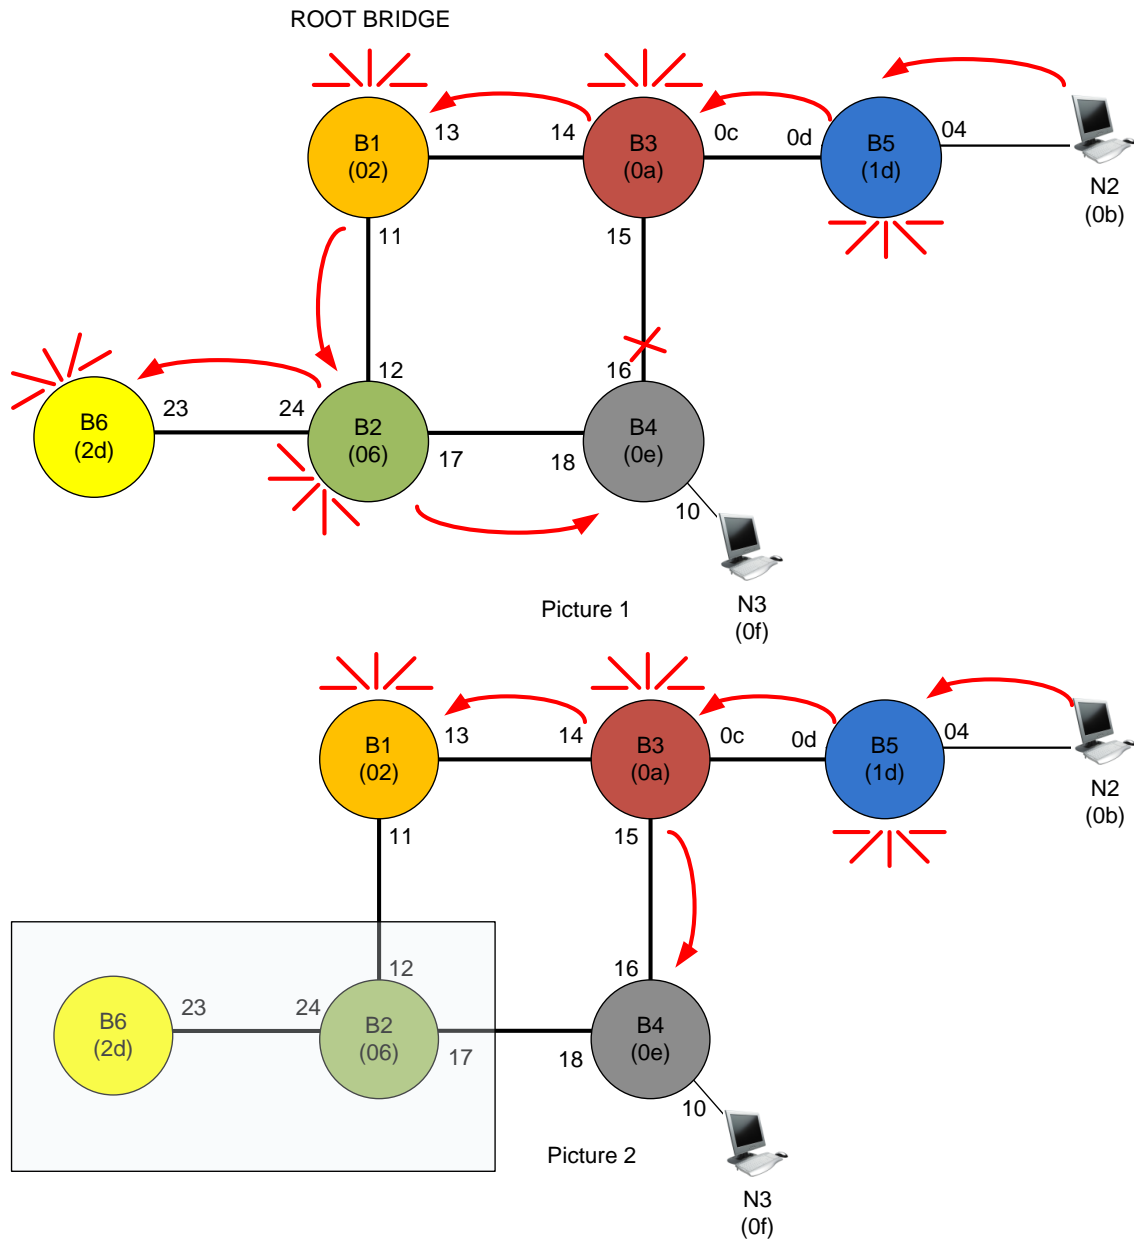 ROOT BRIDGE
B1
(02)
13
14
B3
(0a)
0c
0d
B5
(1d)
04
N2
(0b)
11
15
12
16
B6
(2d)
23
24
B2
(06)
17
18
B4
(0e)
10
N3
(0f)
Picture 1
B1
(02)
13
14
B3
(0a)
0c
0d
B5
(1d)
04
N2
(0b)
11
15
12
16
B6
(2d)
23
24
B2
(06)
17
18
B4
(0e)
10
Picture 2
N3
(0f)